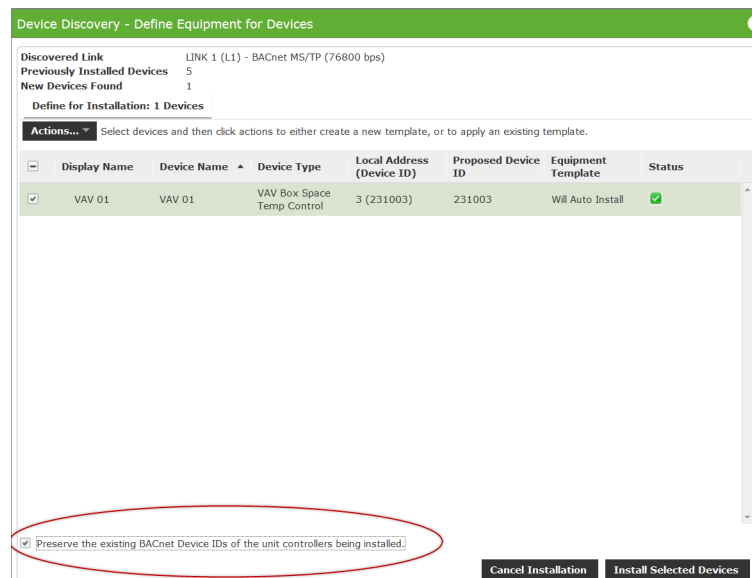 Device Discovery - Define Equipment for Devices
Discovered Link LINK 1 (L1) - BACnet MS/TP (76800 bps)
Previously Installed Devices 5
New Devices Found 1
Define for Installation: 1 Devices
Actions... Select devices and then click actions to either create a new template, or to apply an existing template.
Display Name Device Name Device Type Local Address (Device ID) Proposed Device ID Equipment Template Status
VAV 01 VAV 01 VAV Box Space Temp Control 3 (231003) 231003 Will Auto Install
Preserve the existing BACnet Device IDs of the unit controllers being installed.
Cancel Installation Install Selected Devices